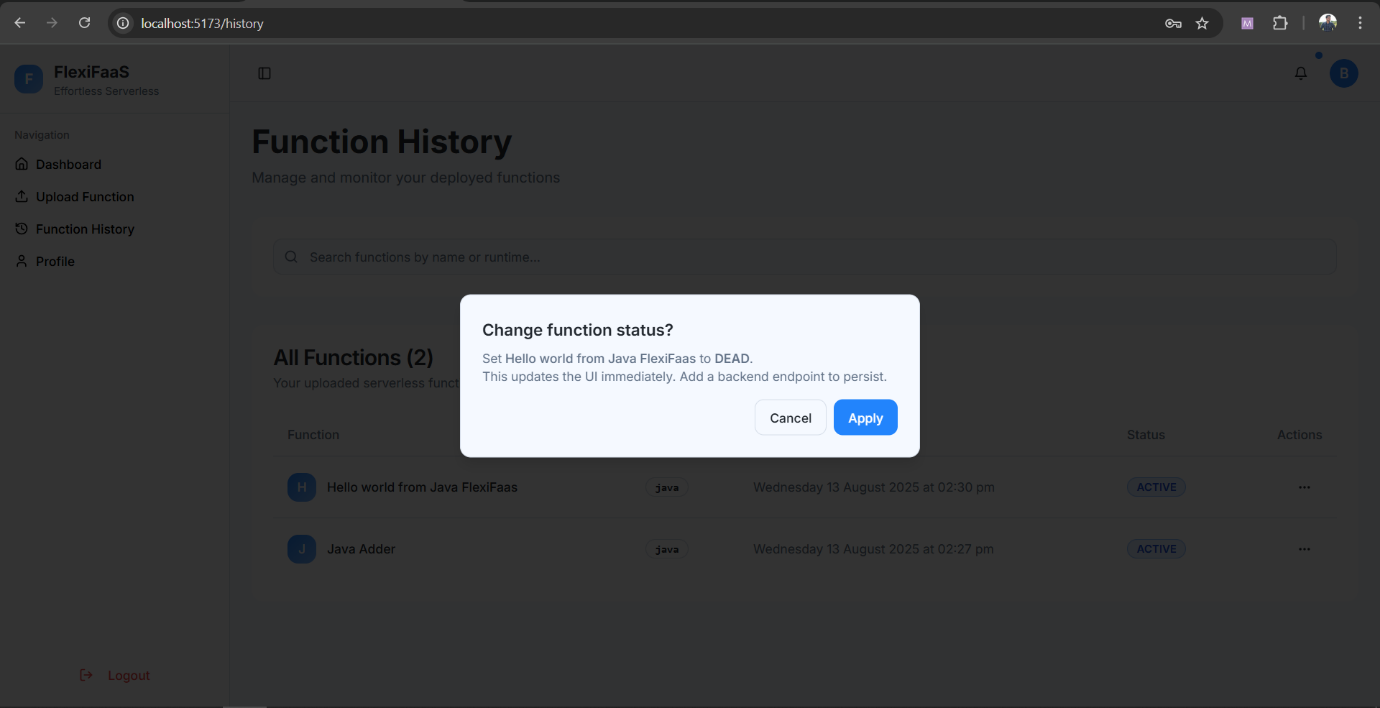 localhost:5173/history
M
F
FlexiFaaS
Effortless Serverless
B
Navigation
Dashboard
Upload Function
Function History
Profile
Logout
Function History
Manage and monitor your deployed functions
Search functions by name or runtime...
All Functions (2)
Your uploaded serverless funct
Change function status?
Set Hello world from Java FlexiFaas to DEAD.
This updates the UI immediately. Add a backend endpoint to persist.
Cancel Apply
Function Status Actions
H Hello world from Java FlexiFaas java Wednesday 13 August 2025 at 02:30 pm ACTIVE ...
J Java Adder java Wednesday 13 August 2025 at 02:27 pm ACTIVE ...